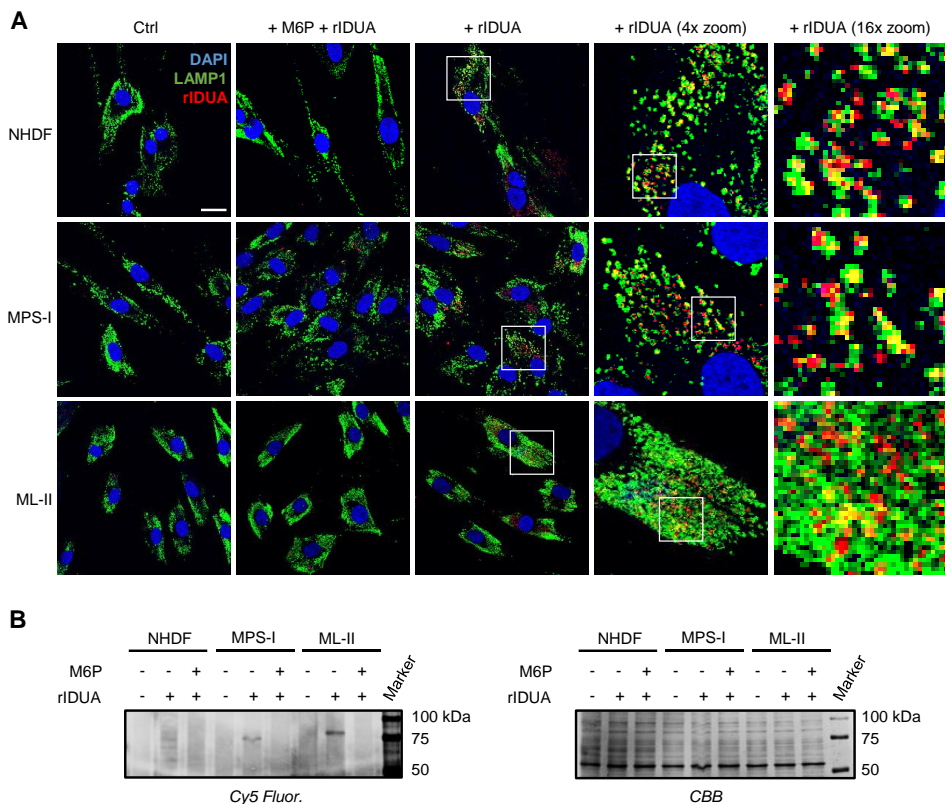 A
Ctrl + M6P + rIDUA + rIDUA + rIDUA (4x zoom) + rIDUA (16x zoom)
DAPI
LAMP1
rIDUA
NHDF
MPS-I
ML-II
B
NHDF MPS-I ML-II
M6P - - + - - + - - + Marker
rIDUA - + + - + + - + +
100 kDa
75
50
Cy5 Fluor.
NHDF MPS-I ML-II
M6P - - + - - + - - + Marker
rIDUA - + + - + + - + +
100 kDa
75
50
CBB